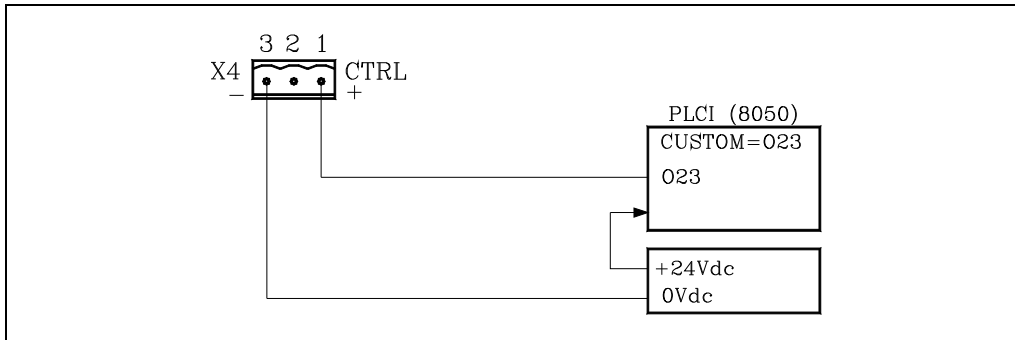 3 2 1
X4 CTRL
- +
PLCI (8050)
CUSTOM=O23
O23
+24Vdc
0Vdc